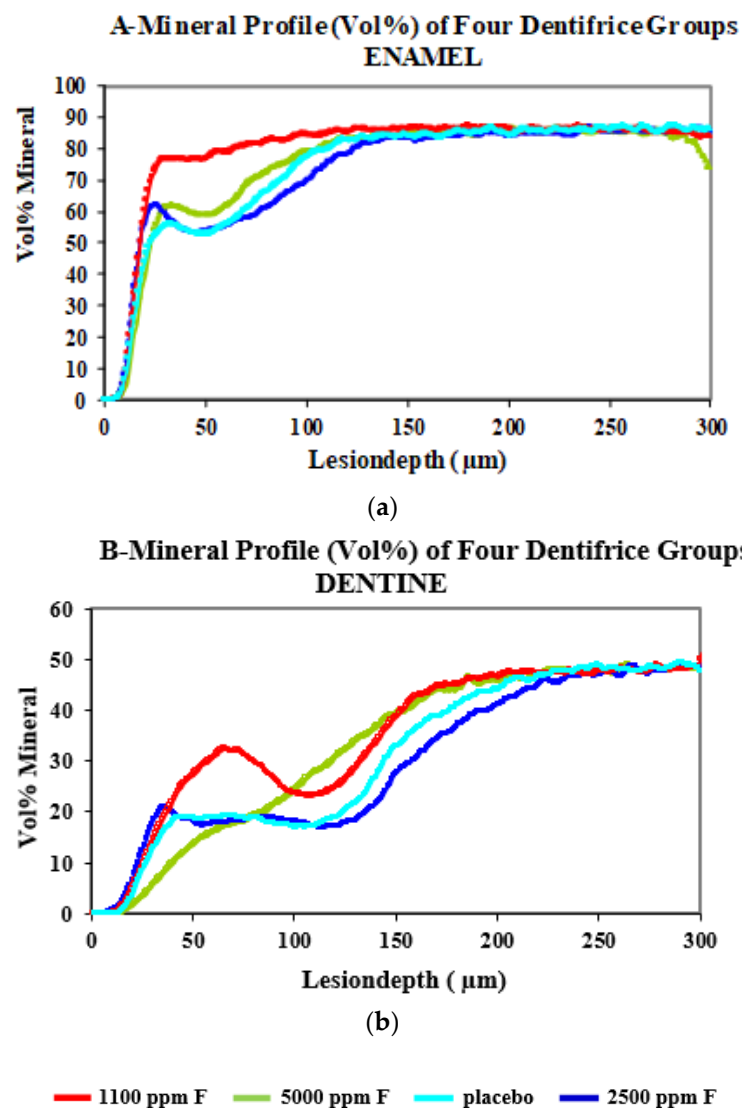 A-Mineral Profile (Vol%) of Four Dentifrice Groups
ENAMEL
100
90
80
70
60
50
40
30
20
10
0
Vol% Mineral
0 50 100 150 200 250 300
Lesiondepth ( µm)
(a)
B-Mineral Profile (Vol%) of Four Dentifrice Groups
DENTINE
60
50
40
30
20
10
0
Vol% Mineral
0 50 100 150 200 250 300
Lesiondepth ( µm)
(b)
1100 ppm F 5000 ppm F placebo 2500 ppm F